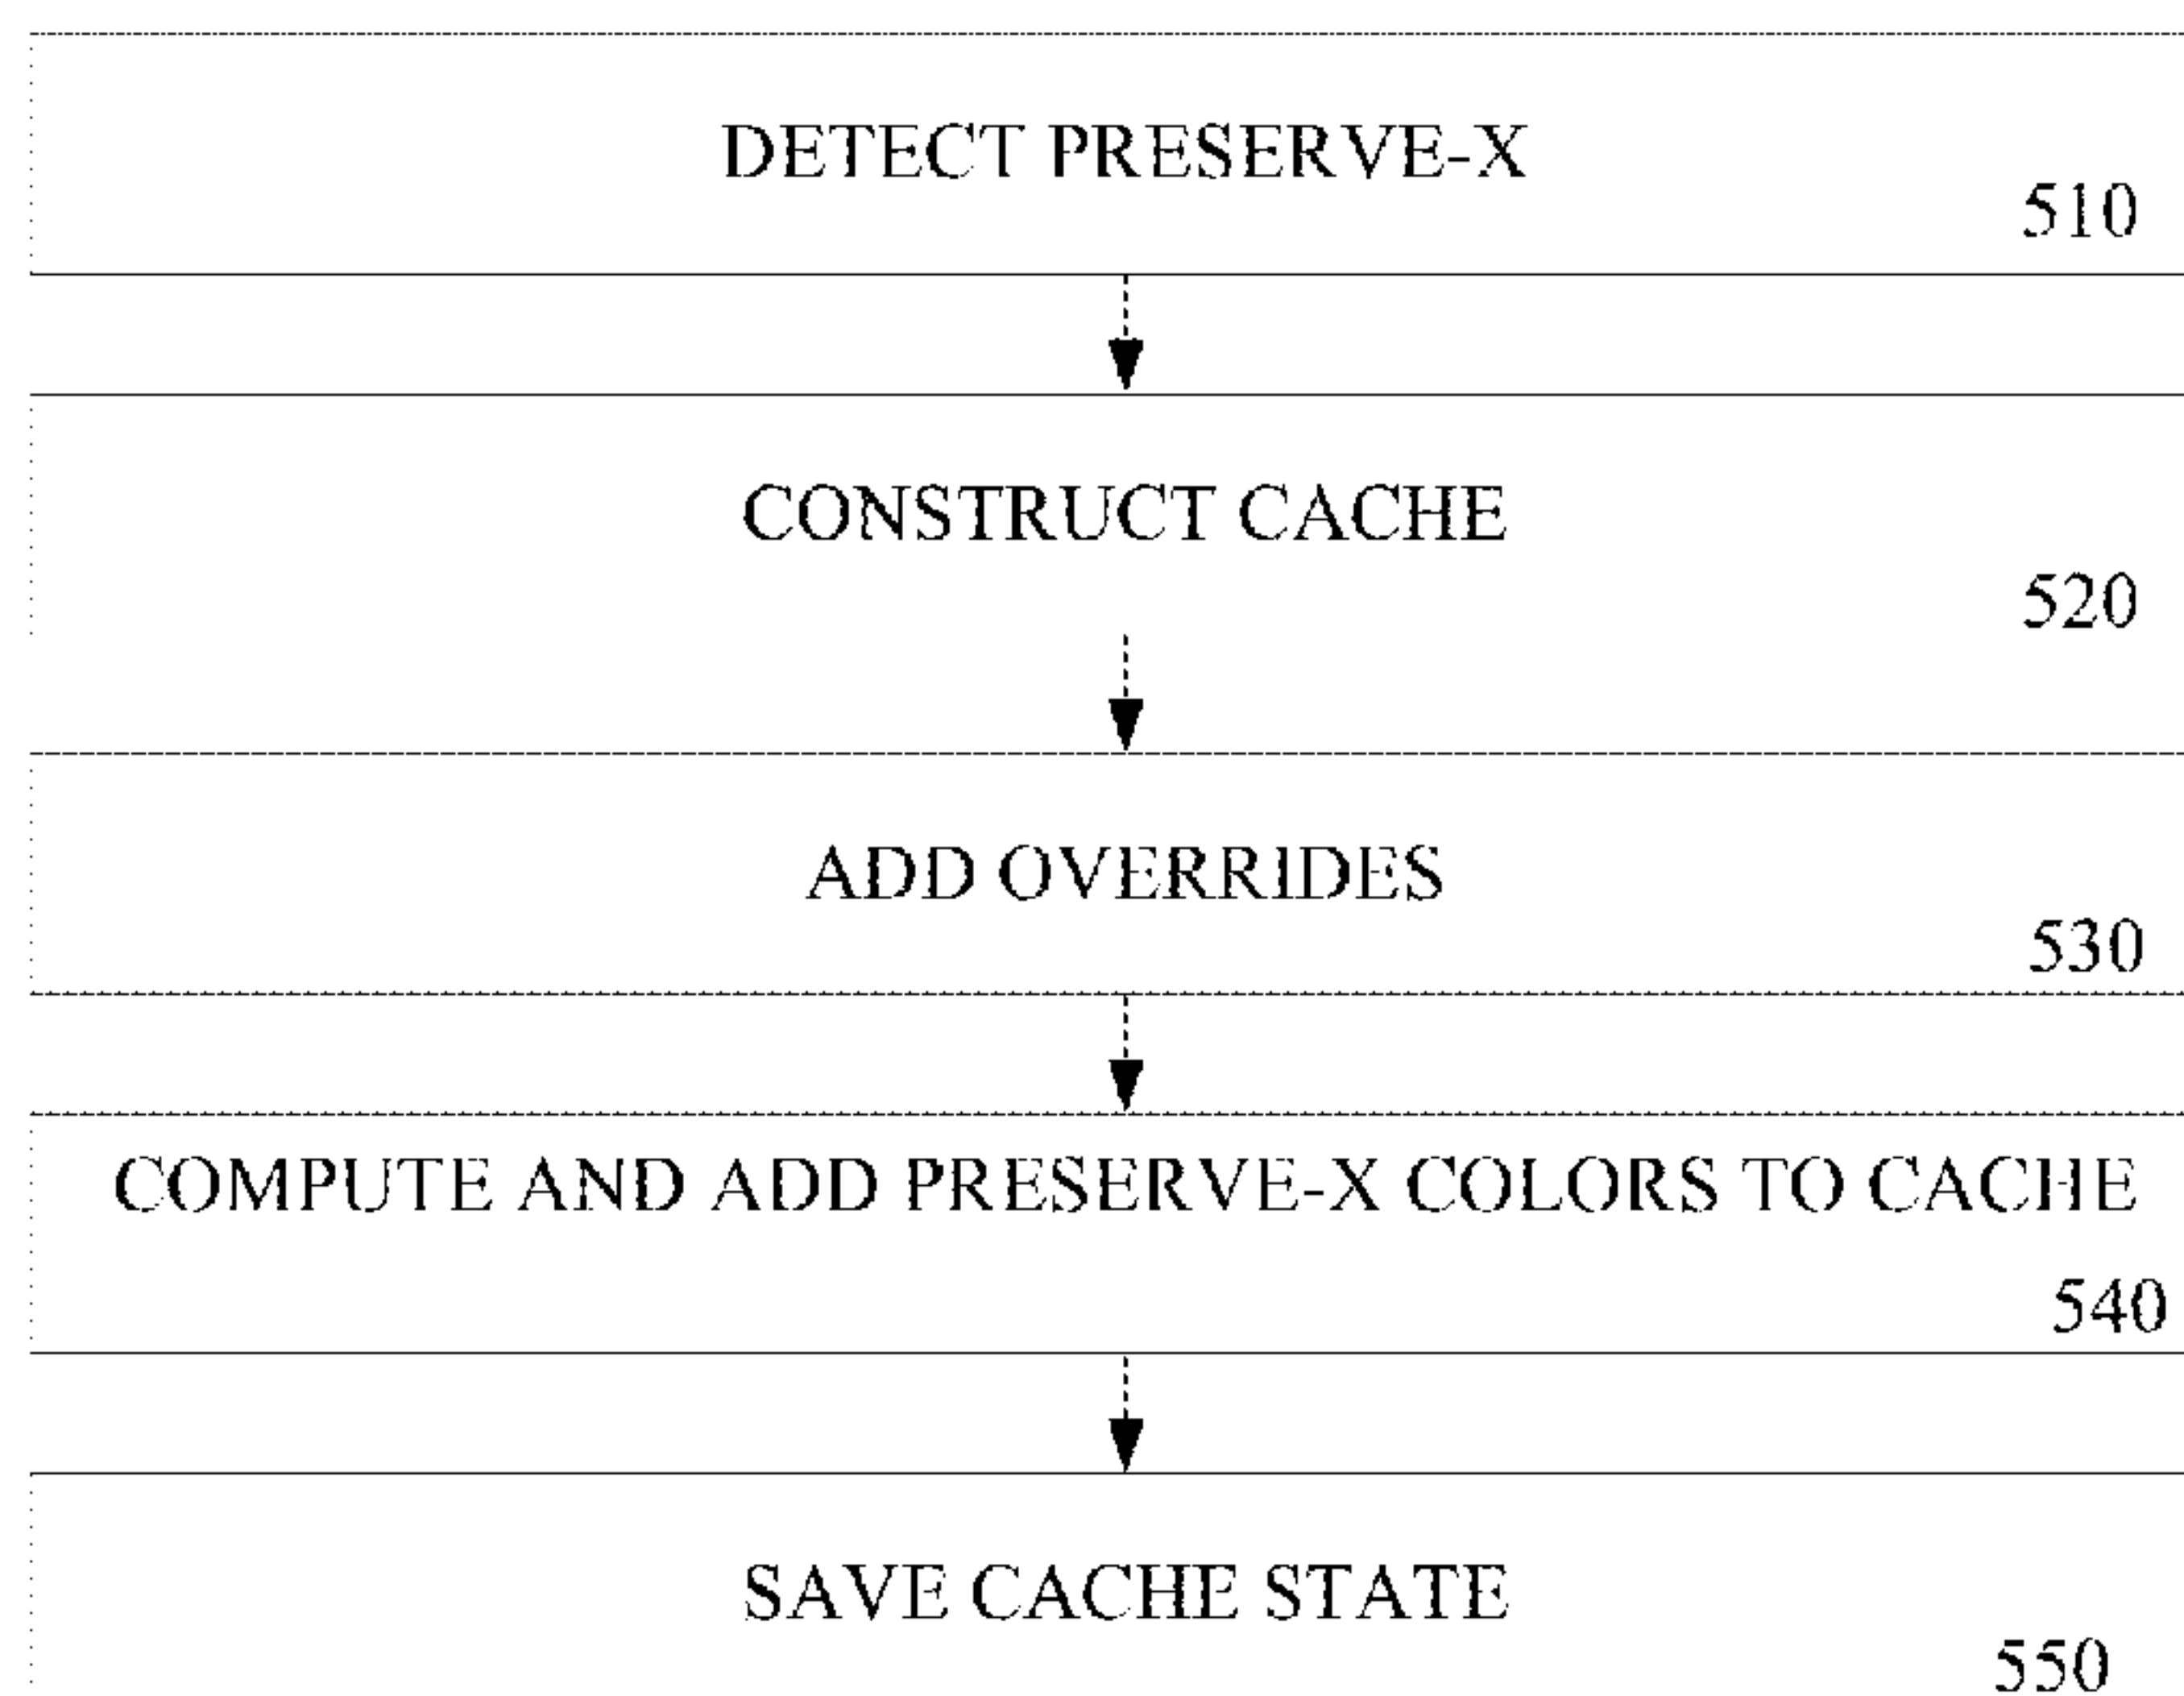 DETECT PRESERVE-X
510
CONSTRUCT CACHE
520
ADD OVERRIDES
530
COMPUTE AND ADD PRESERVE-X COLORS TO CACHE
540
SAVE CACHE STATE
550